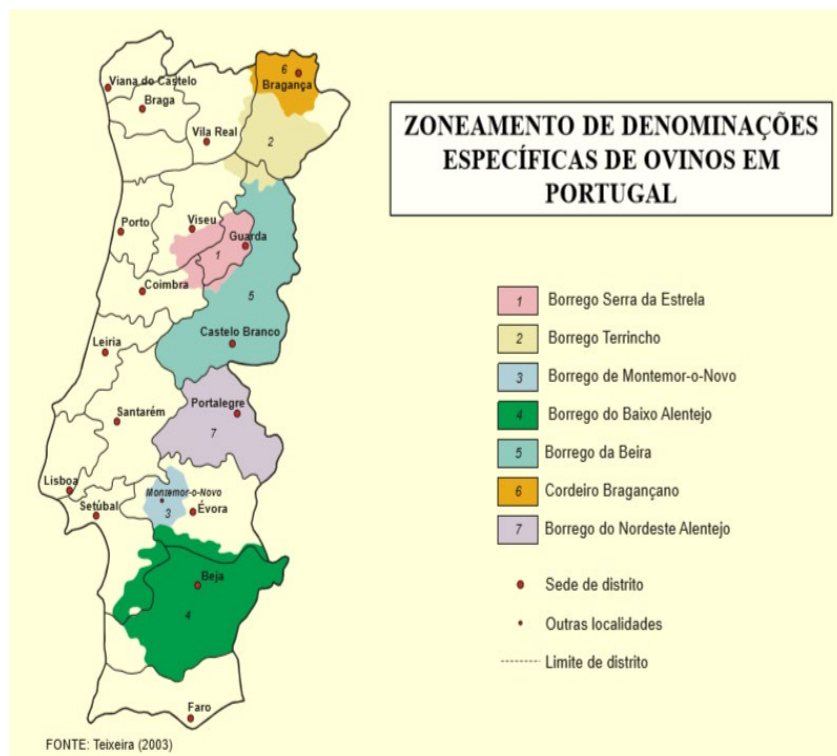 ZONEAMENTO DE DENOMINAÇÕES
ESPECÍFICAS DE OVINOS EM
PORTUGAL
6
Bragança
Viana do Castelo
Braga
Vila Real
2
Porto
Viseu
Guarda
1
Coimbra
5
Castelo Branco
Leiria
Santarém
Portalegre
7
Lisboa
Montemor-o-Novo
Setúbal
3
Évora
Beja
4
Faro
1 Borrego Serra da Estrela
2 Borrego Terrincho
3 Borrego de Montemor-o-Novo
4 Borrego do Baixo Alentejo
5 Borrego da Beira
6 Cordeiro Bragançano
7 Borrego do Nordeste Alentejo
Sede de distrito
Outras localidades
Limite de distrito
FONTE: Teixeira (2003)